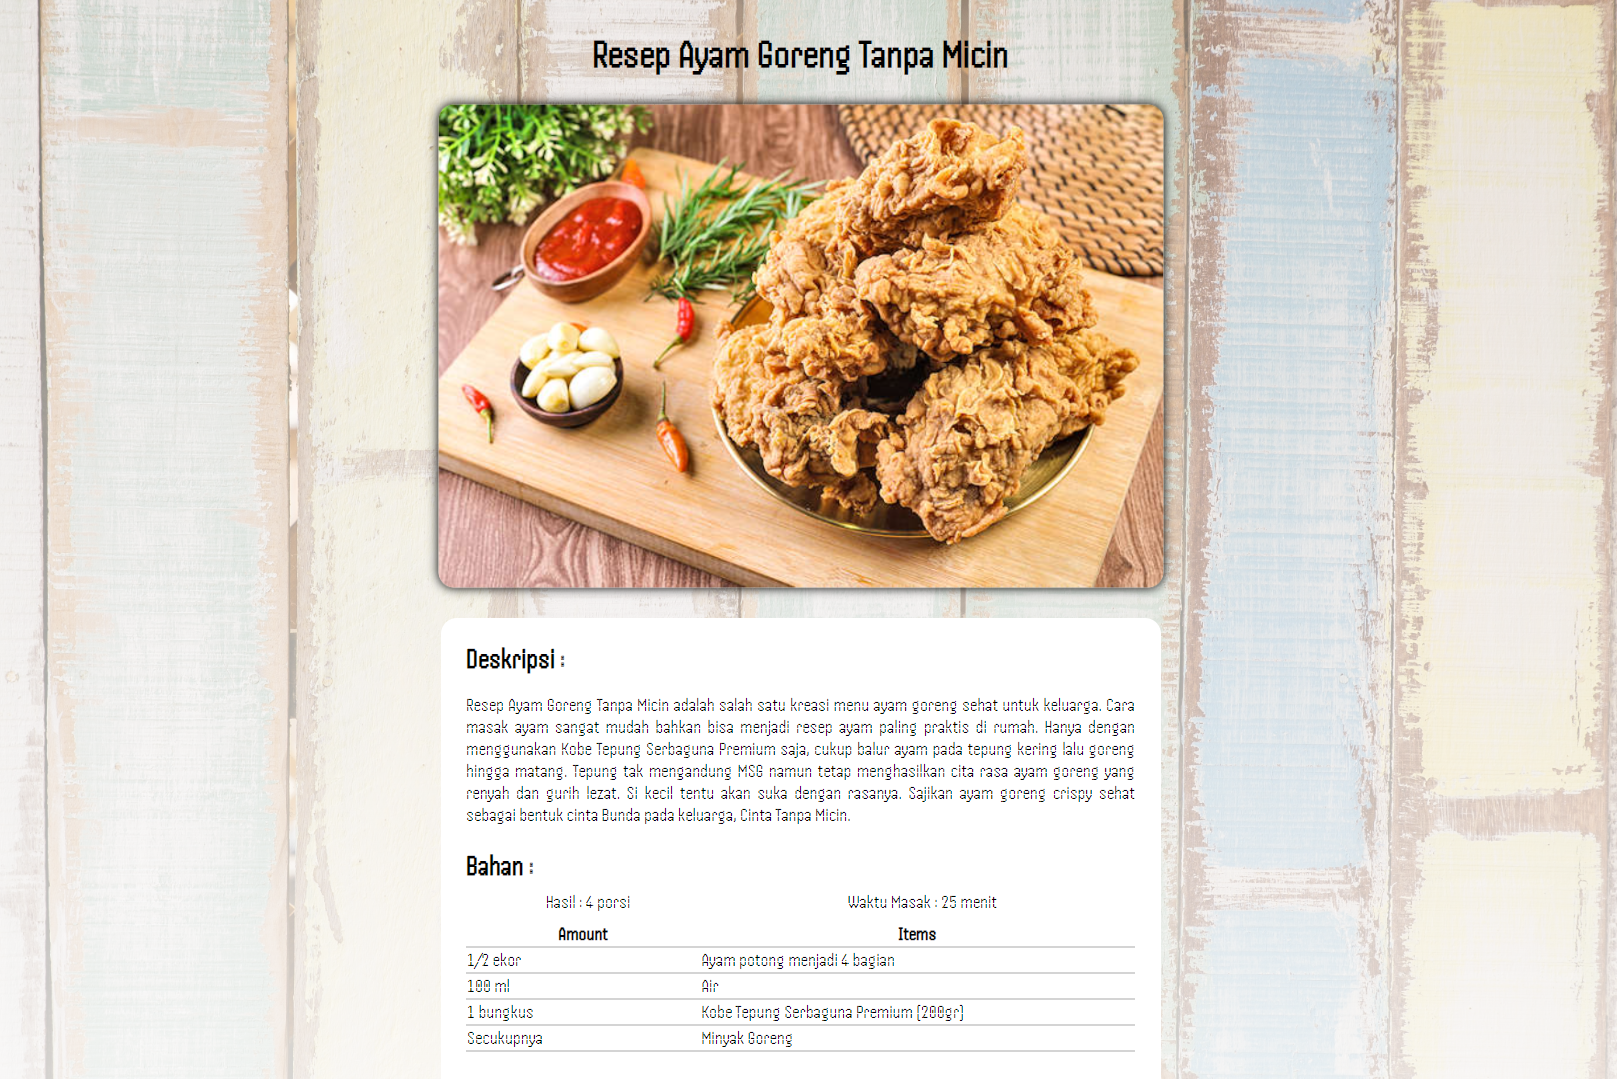 Resep Ayam Goreng Tanpa Micin
Deskripsi :
Resep Ayam Goreng Tanpa Micin adalah salah satu kreasi menu ayam goreng sehat untuk keluarga. Cara
masak ayam sangat mudah bahkan bisa menjadi resep ayam paling praktis di rumah. Hanya dengan
menggunakan Kobe Tepung Serbaguna Premium saja, cukup balur ayam pada tepung kering lalu goreng
hingga matang. Tepung tak mengandung MSG namun tetap menghasilkan cita rasa ayam goreng yang
renyah dan gurih lezat. Si kecil tentu akan suka dengan rasanya. Sajikan ayam goreng crispy sehat
sebagai bentuk cinta Bunda pada keluarga, Cinta Tanpa Micin.
Bahan :
Hasil : 4 porsi Waktu Masak : 25 menit
Amount Items
1/2 ekor Ayam potong menjadi 4 bagian
100 ml Air
1 bungkus Kobe Tepung Serbaguna Premium (200gr)
Secukupnya Minyak Goreng